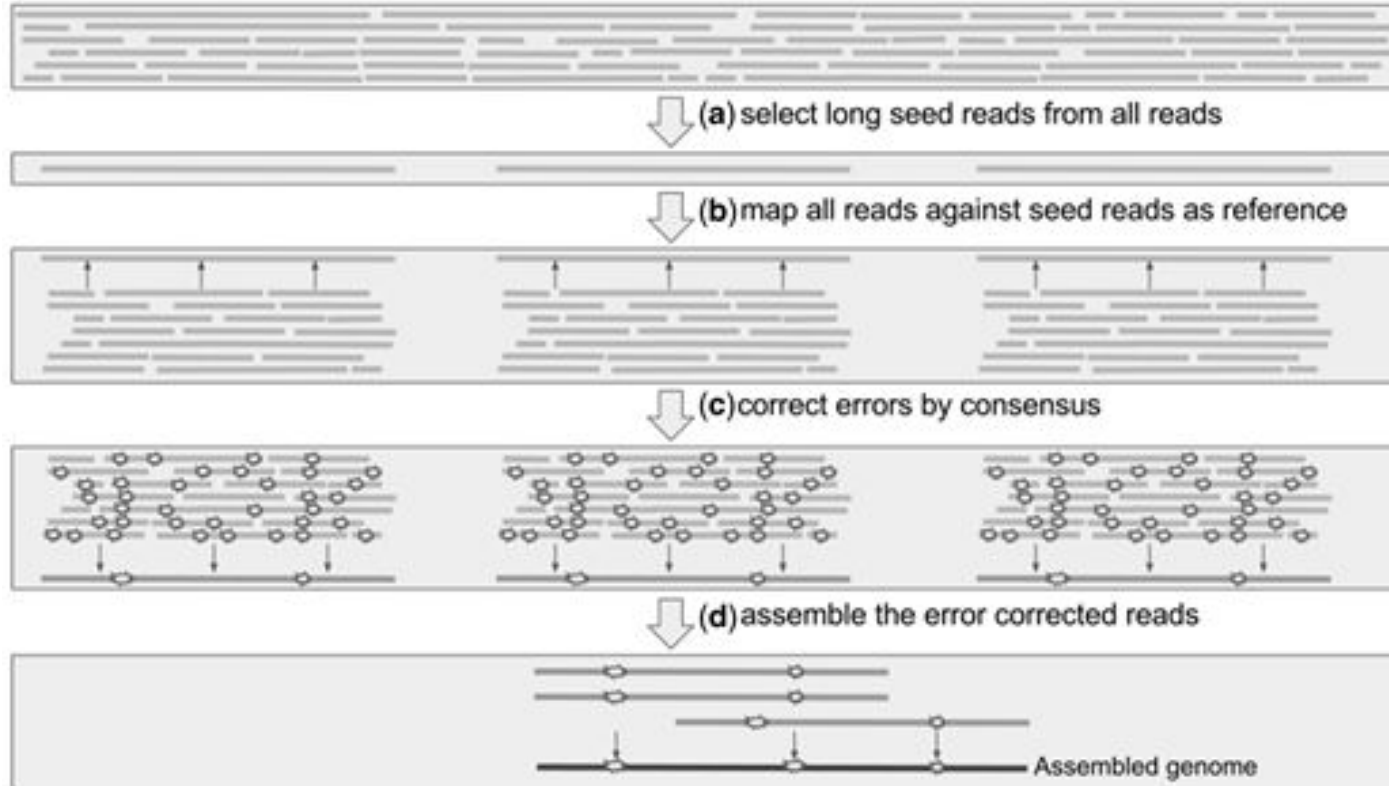 (a) select long seed reads from all reads
(b) map all reads against seed reads as reference
(c) correct errors by consensus
(d) assemble the error corrected reads
Assembled genome